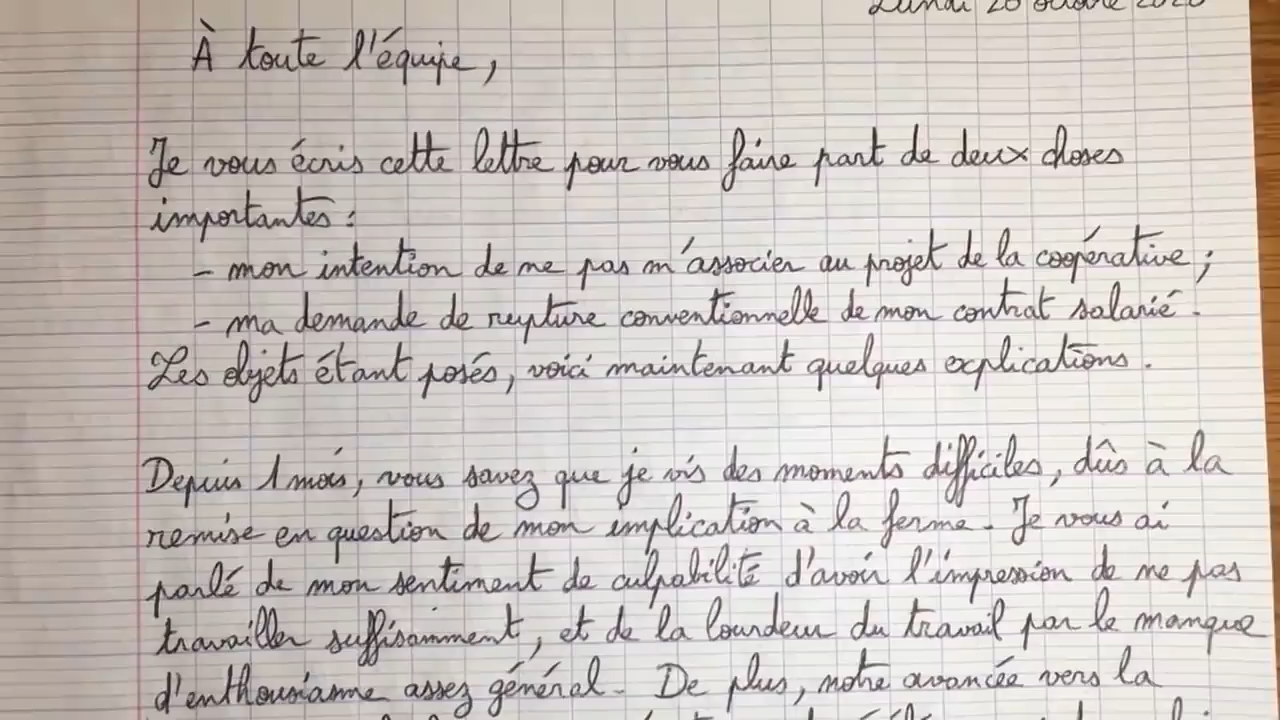 Lundi 26 octobre 2020
À toute l'équipe,
Je vous écris cette lettre pour vous faire part de deux choses
importantes :
- mon intention de ne pas m'associer au projet de la coopérative ;
- ma demande de rupture conventionnelle de mon contrat salarié.
Les objets étant posés, voici maintenant quelques explications.
Depuis 1 mois, vous savez que je vis des moments difficiles, dûs à la
remise en question de mon implication à la ferme. Je vous ai
parlé de mon sentiment de culpabilité d'avoir l'impression de ne pas
travailler suffisamment, et de la lourdeur du travail par le manque
d'enthousiasme assez général. De plus, notre avancée vers la